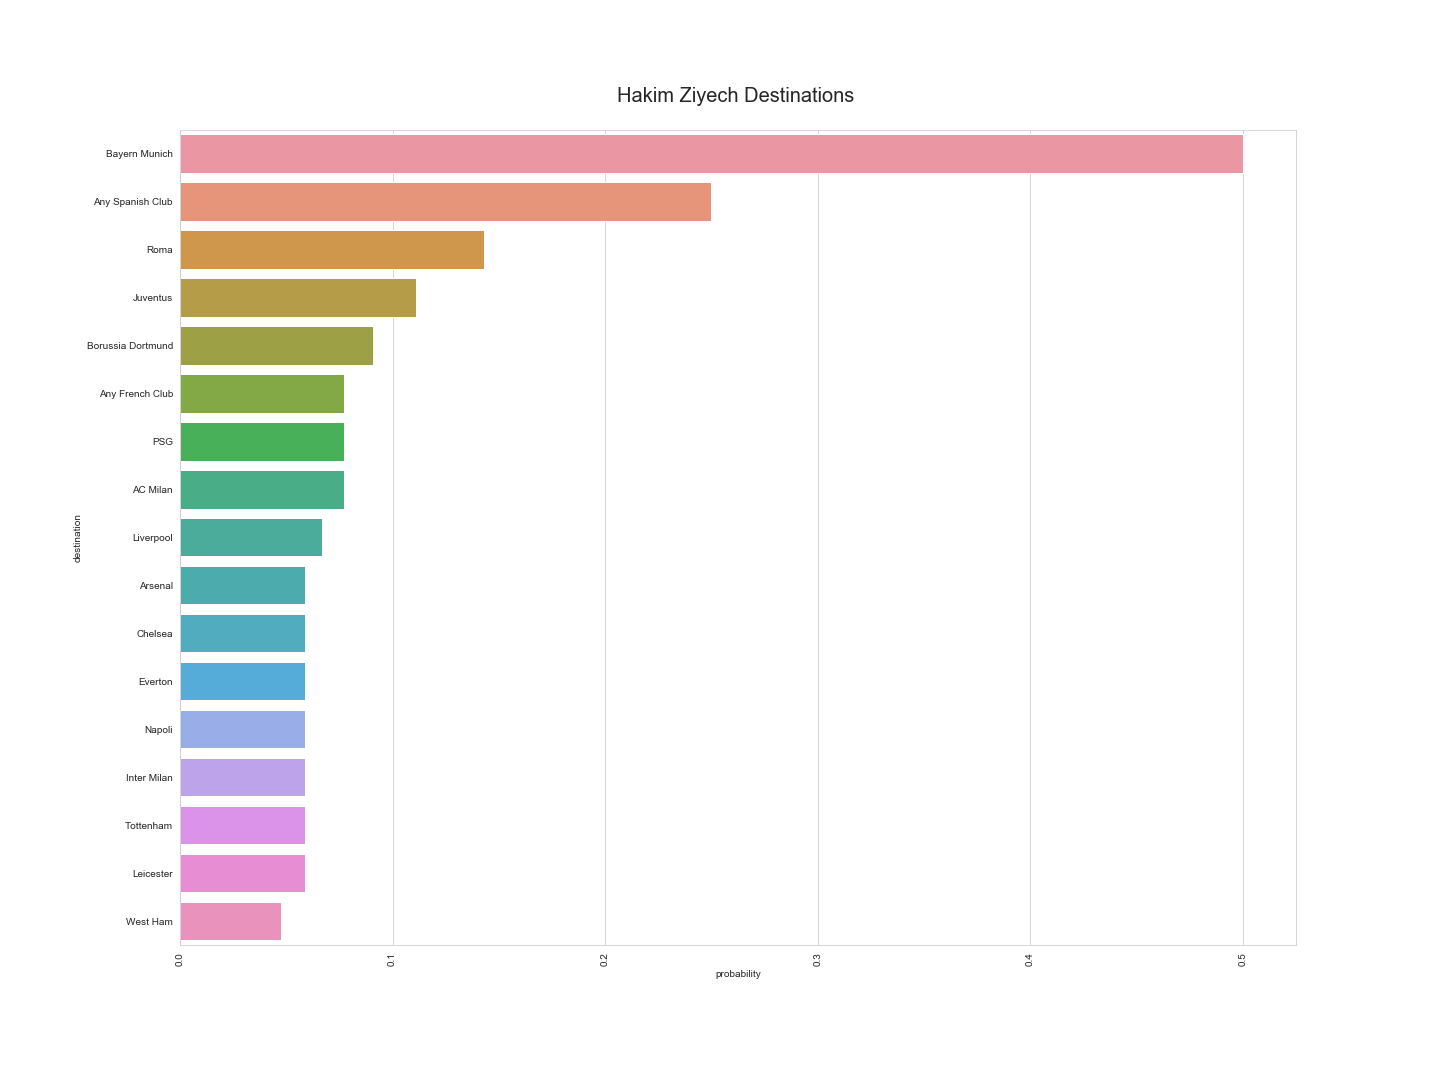 Hakim Ziyech Destinations
Bayern Munich
Any Spanish Club
Roma
Juventus
Borussia Dortmund
Any French Club
PSG
AC Milan
Liverpool
Arsenal
Chelsea
Everton
Napoli
Inter Milan
Tottenham
Leicester
West Ham
destination
0.0
0.1
0.2
0.3
0.4
0.5
probability